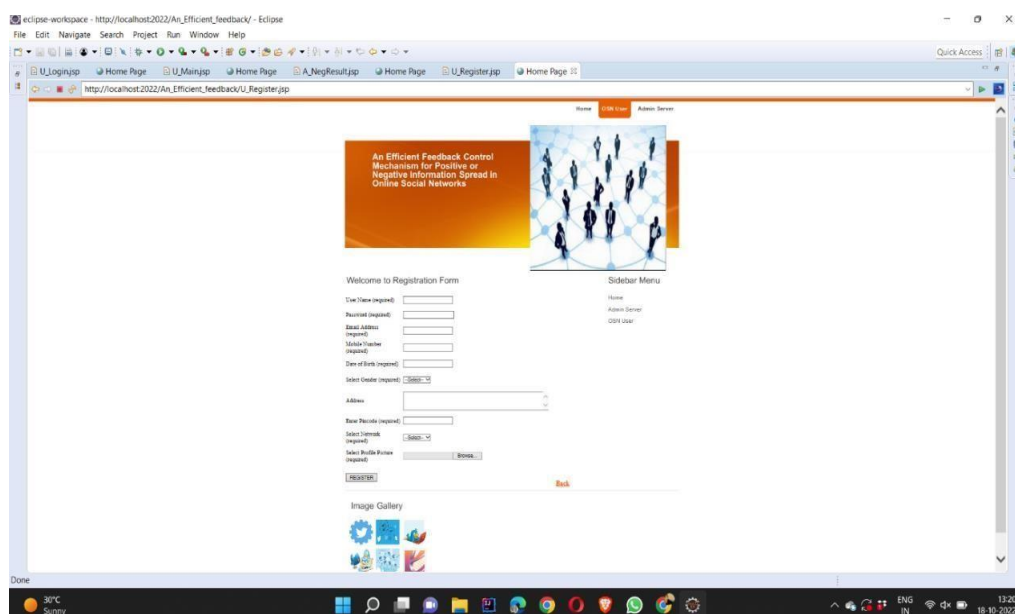 eclipse-workspace - http://localhost:2022/An_Efficient_feedback/ - Eclipse
File Edit Navigate Search Project Run Window Help
Quick Access
U_Login.jsp Home Page U_Main.jsp Home Page A_NegResult.jsp Home Page U_Register.jsp Home Page
http://localhost:2022/An_Efficient_feedback/U_Register.jsp
Home OSN User Admin Server
An Efficient Feedback Control
Mechanism for Positive or
Negative Information Spread in
Online Social Networks
Welcome to Registration Form
User Name (required)
Password (required)
Email Address
(required)
Mobile Number
(required)
Date of Birth (required)
Select Gender (required) --Select--
Address
Enter Pincode (required)
Select Network
(required) --Select--
Select Profile Picture
(required) Browse...
REGISTER
Back
Sidebar Menu
Home
Admin Server
OSN User
Image Gallery
Done
30°C
Sunny
ENG
IN
13:20
18-10-2022